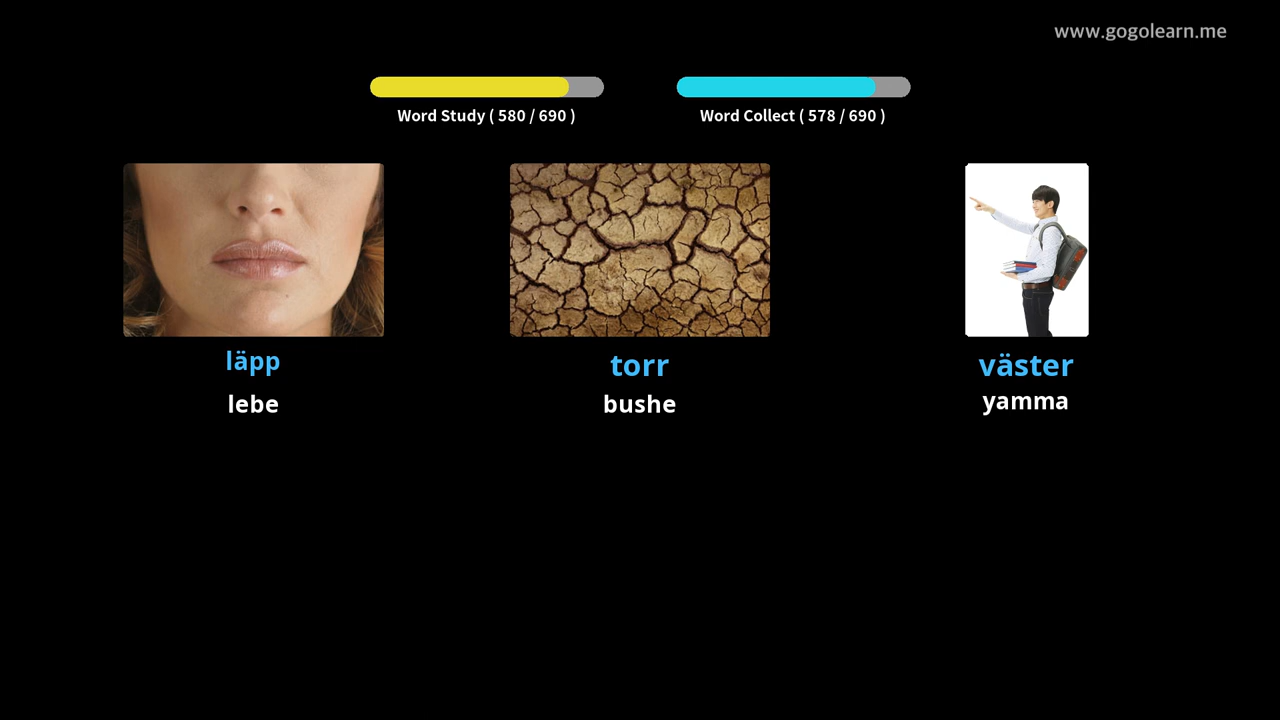 www.gogolearn.me
Word Study ( 580 / 690 )
Word Collect ( 578 / 690 )
läpp
torr
väster
lebe
bushe
yamma